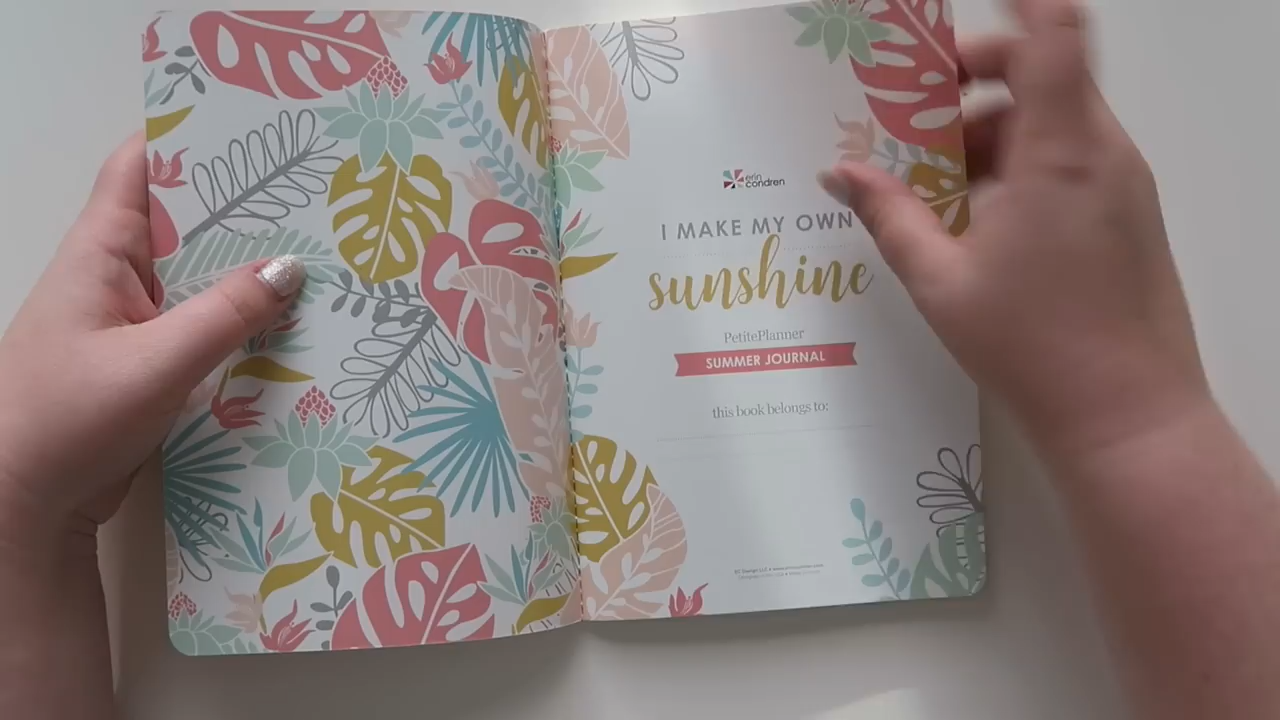 erin
condren
I MAKE MY OWN
sunshine
PetitePlanner
SUMMER JOURNAL
this book belongs to: